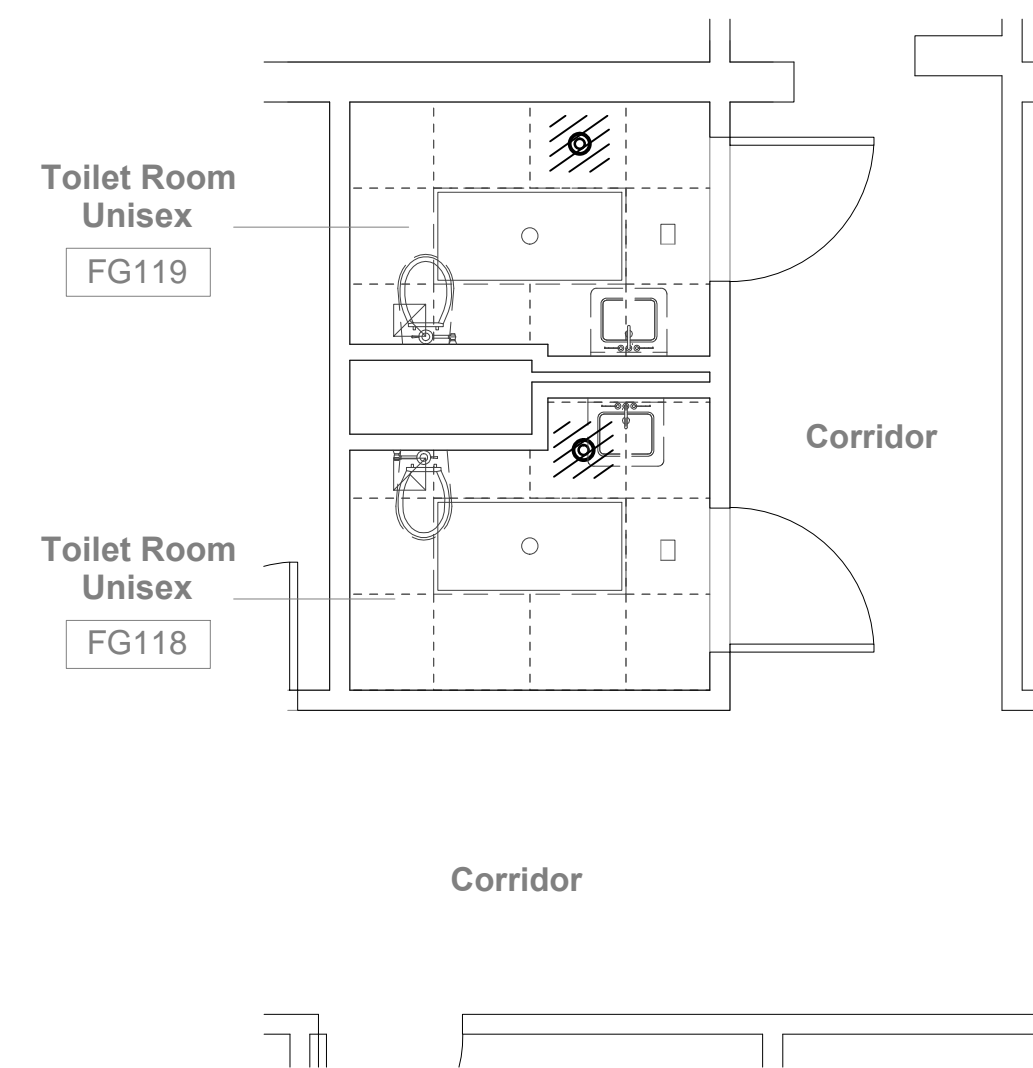 Toilet Room
Unisex
FG119
Corridor
Toilet Room
Unisex
FG118
Corridor